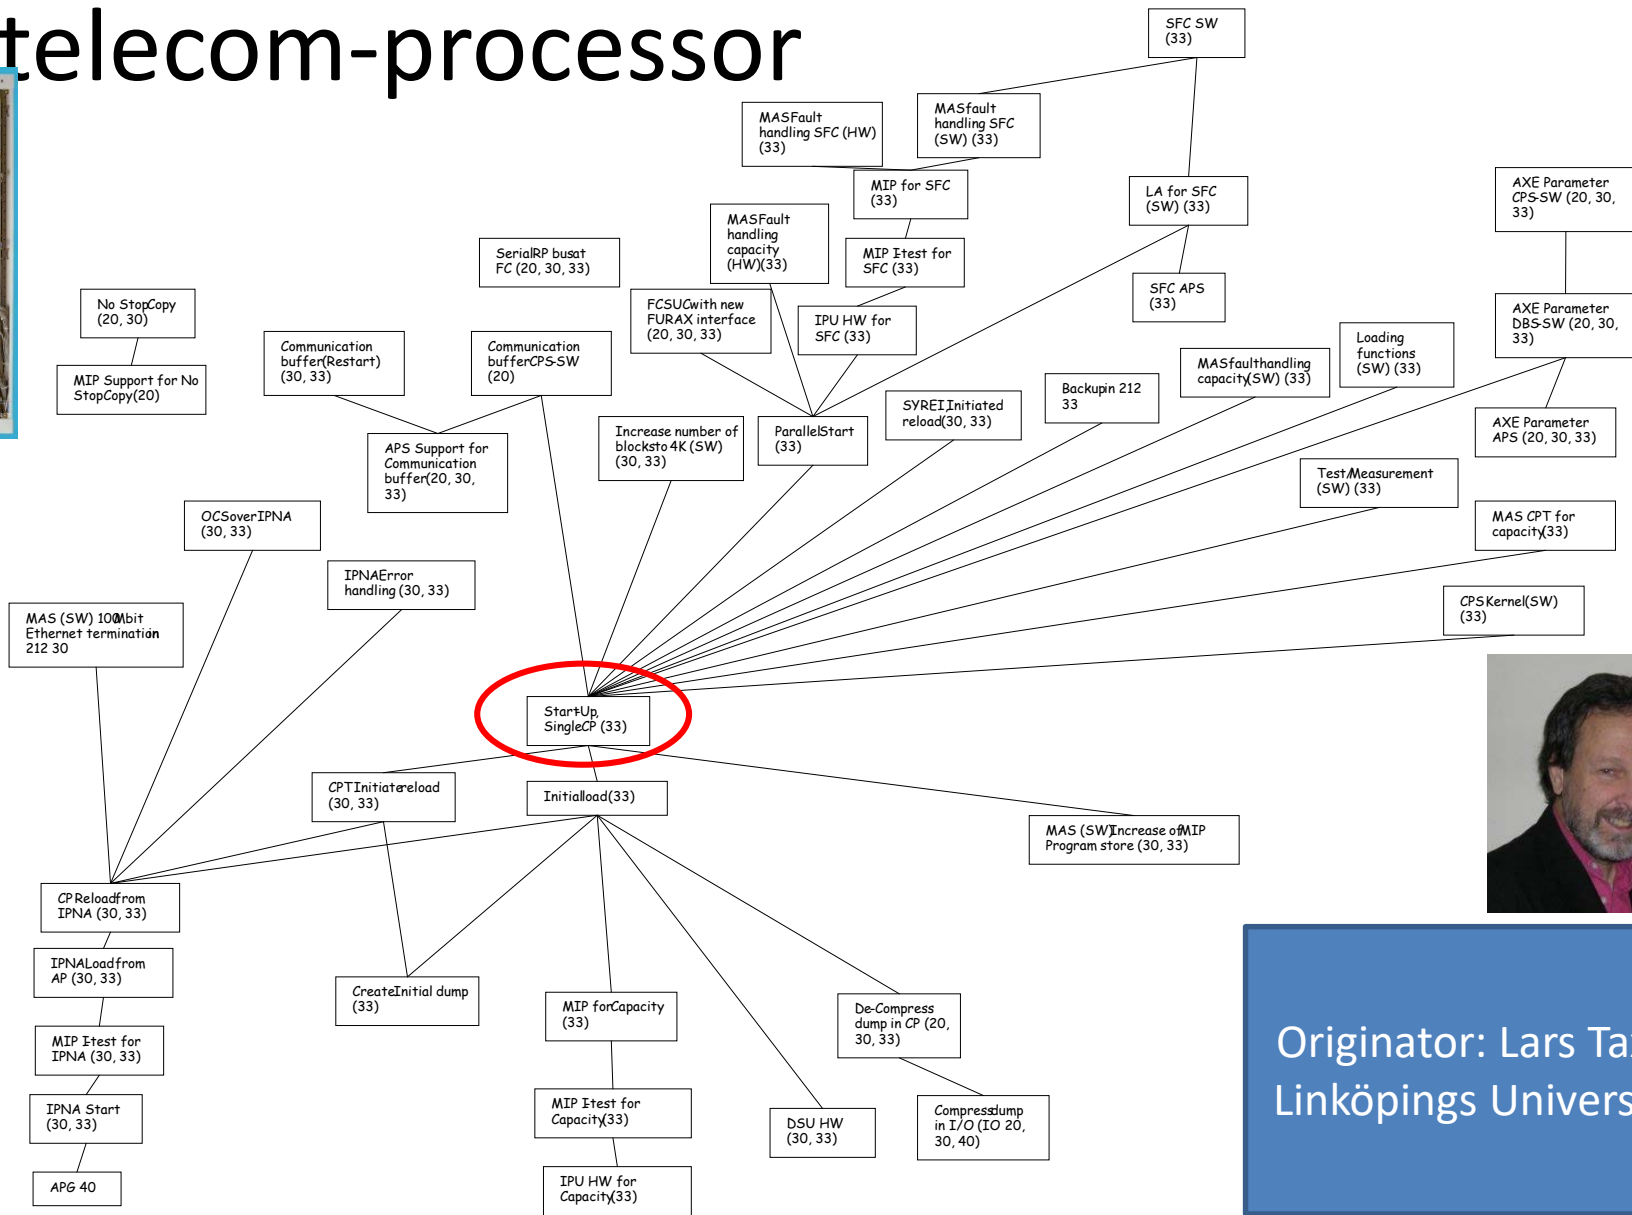 telecom-processor
SFC SW
(33)
MASFault
handling SFC (HW)
(33)
MASfault
handling SFC
(SW) (33)
MIP for SFC
(33)
LA for SFC
(SW) (33)
AXE Parameter
CPS-SW (20, 30,
33)
MASFault
handling
capacity
(HW)(33)
SerialRP busat
FC (20, 30, 33)
MIP Itest for
SFC (33)
SFC APS
(33)
No StopCopy
(20, 30)
FCSUCwith new
FURAX interface
(20, 30, 33)
IPU HW for
SFC (33)
AXE Parameter
DBS-SW (20, 30,
33)
Communication
buffer(Restart)
(30, 33)
Communication
bufferCPS-SW
(20)
MASfaulthandling
capacity(SW) (33)
Loading
functions
(SW) (33)
MIP Support for No
StopCopy(20)
SYREI,Initiated
reload(30, 33)
Backupin 212
33
AXE Parameter
APS (20, 30, 33)
Increase number of
blocksto 4K (SW)
(30, 33)
ParallelStart
(33)
APS Support for
Communication
buffer(20, 30,
33)
Test/Measurement
(SW) (33)
OCSoverIPNA
(30, 33)
MAS CPT for
capacity(33)
IPNAError
handling (30, 33)
CPSKernel(SW)
(33)
MAS (SW) 100Mbit
Ethernet termination
212 30
Start-Up,
SingleCP (33)
CPTInitiatereload
(30, 33)
Initialload(33)
MAS (SW)Increase ofMIP
Program store (30, 33)
CPReloadfrom
IPNA (30, 33)
IPNALoadfrom
AP (30, 33)
CreateInitial dump
(33)
MIP forCapacity
(33)
De-Compress
dump in CP (20,
30, 33)
MIP Itest for
IPNA (30, 33)
Originator: Lars Ta
Linköpings Univers
IPNA Start
(30, 33)
MIP Itest for
Capacity(33)
DSU HW
(30, 33)
Compressdump
in I/O (IO 20,
30, 40)
APG 40
IPU HW for
Capacity(33)